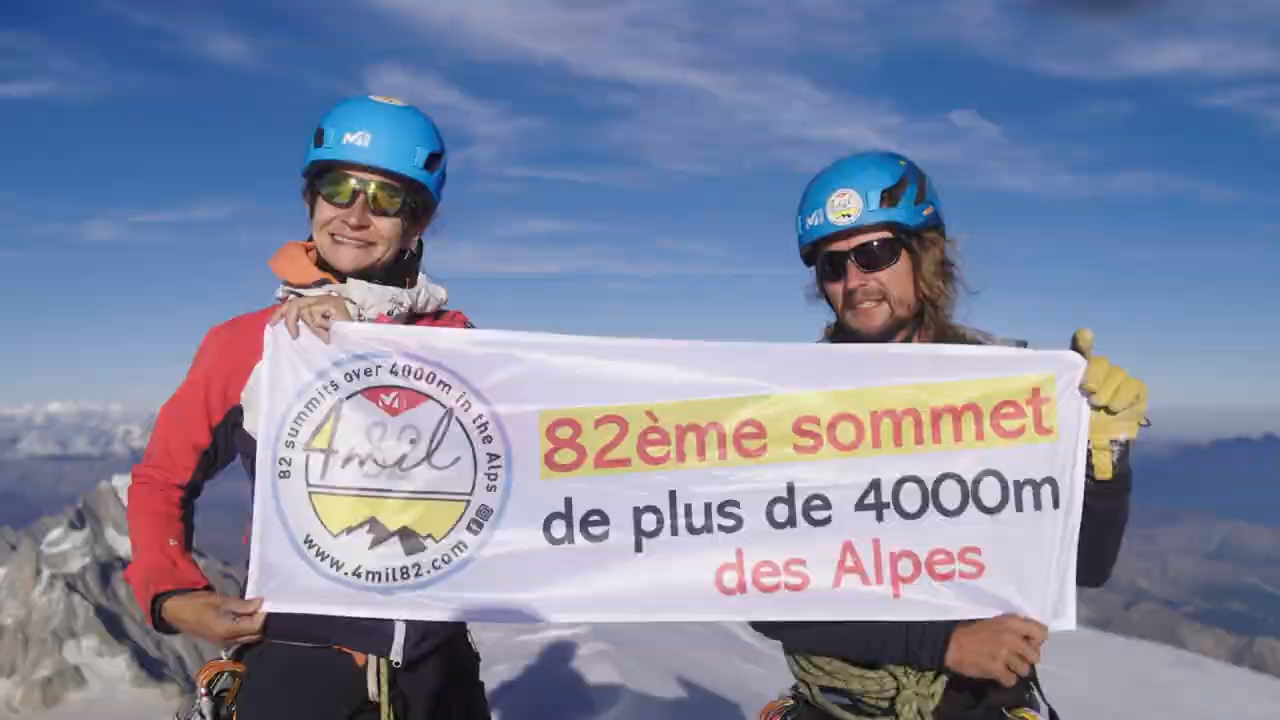 82 summits over 4000m in the Alps
4mil
82
www.4mil82.com
82ème sommet
de plus de 4000m
des Alpes